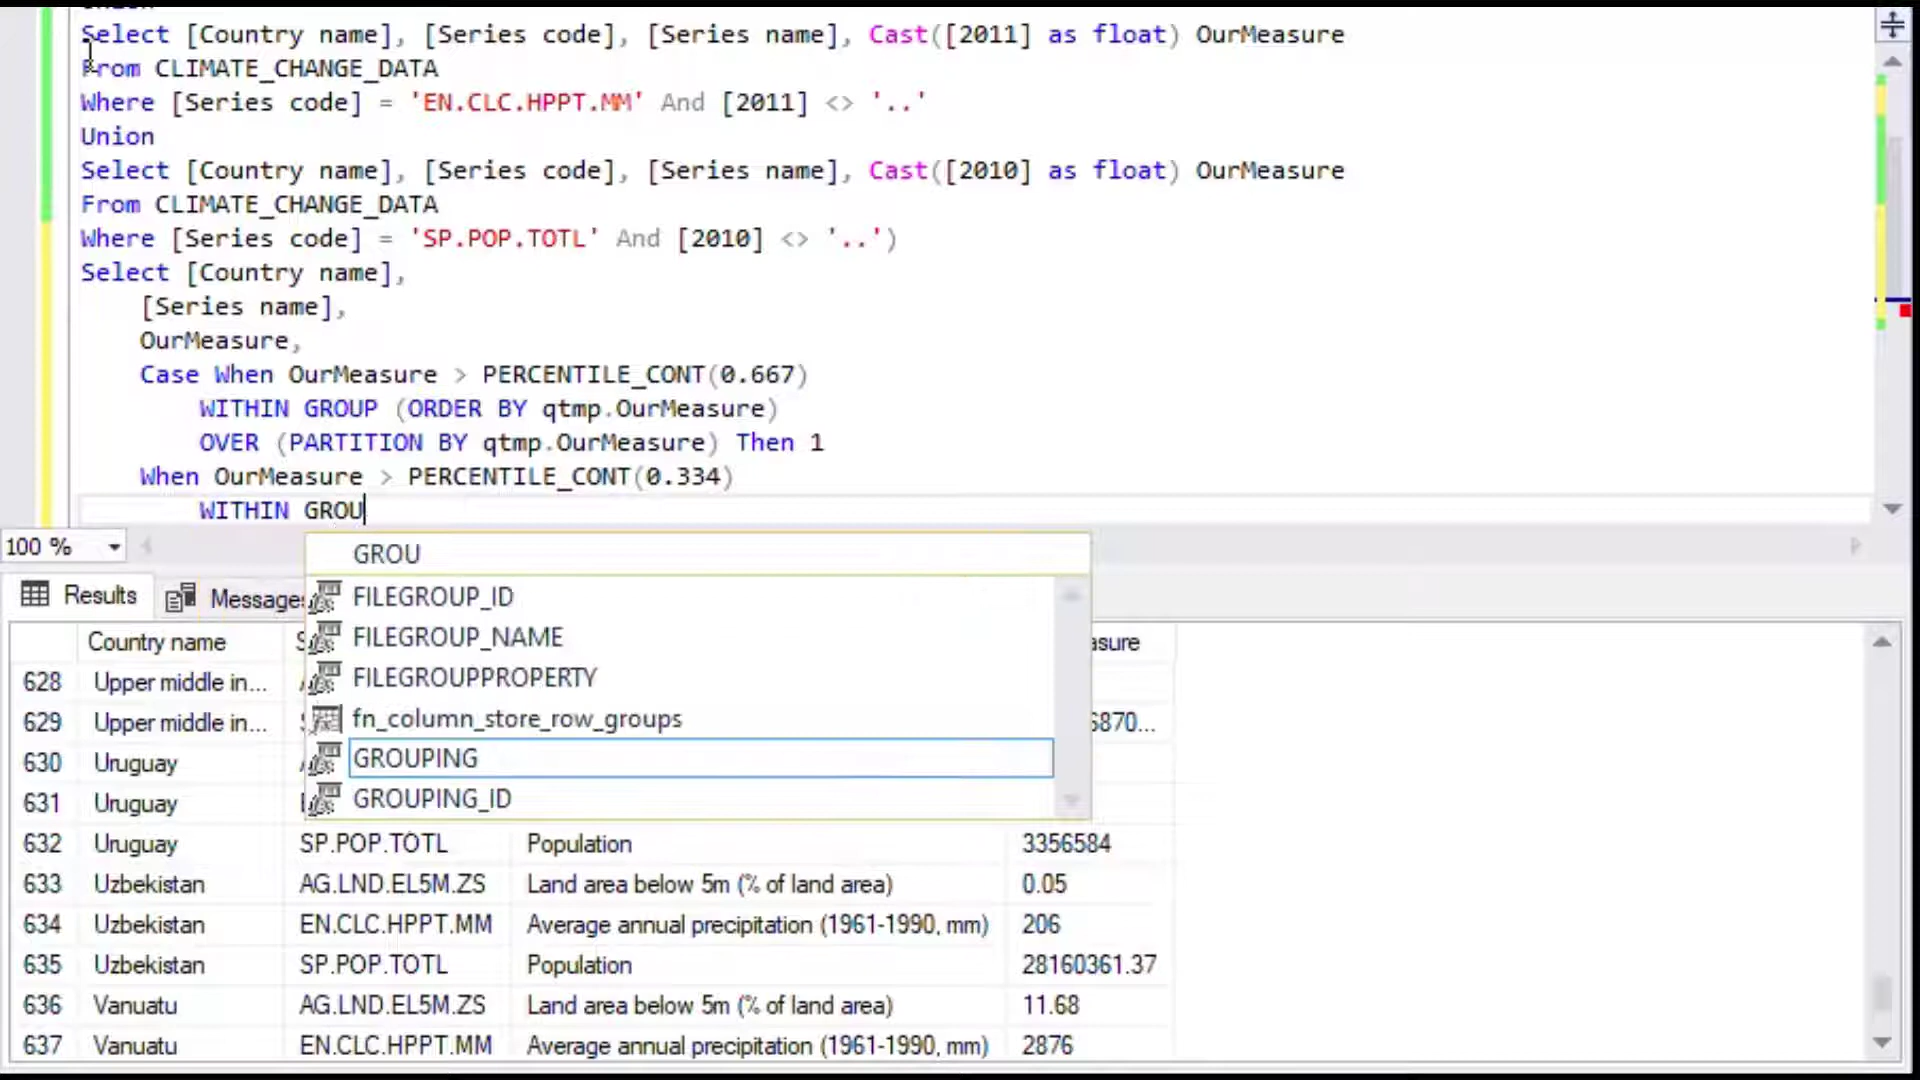 Union
Select [Country name], [Series code], [Series name], Cast([2011] as float) OurMeasure
From CLIMATE_CHANGE_DATA
Where [Series code] = 'EN.CLC.HPPT.MM' And [2011] <> '..'
Union
Select [Country name], [Series code], [Series name], Cast([2010] as float) OurMeasure
From CLIMATE_CHANGE_DATA
Where [Series code] = 'SP.POP.TOTL' And [2010] <> '..')
Select [Country name],
[Series name],
OurMeasure,
Case When OurMeasure > PERCENTILE_CONT(0.667)
WITHIN GROUP (ORDER BY qtmp.OurMeasure)
OVER (PARTITION BY qtmp.OurMeasure) Then 1
When OurMeasure > PERCENTILE_CONT(0.334)
WITHIN GROU
100 %
GROU
FILEGROUP_ID
FILEGROUP_NAME
FILEGROUPPROPERTY
fn_column_store_row_groups
GROUPING
GROUPING_ID
Results Messages
Country name asure
628 Upper middle in...
629 Upper middle in... 6870...
630 Uruguay
631 Uruguay
632 Uruguay SP.POP.TOTL Population 3356584
633 Uzbekistan AG.LND.EL5M.ZS Land area below 5m (% of land area) 0.05
634 Uzbekistan EN.CLC.HPPT.MM Average annual precipitation (1961-1990, mm) 206
635 Uzbekistan SP.POP.TOTL Population 28160361.37
636 Vanuatu AG.LND.EL5M.ZS Land area below 5m (% of land area) 11.68
637 Vanuatu EN.CLC.HPPT.MM Average annual precipitation (1961-1990, mm) 2876